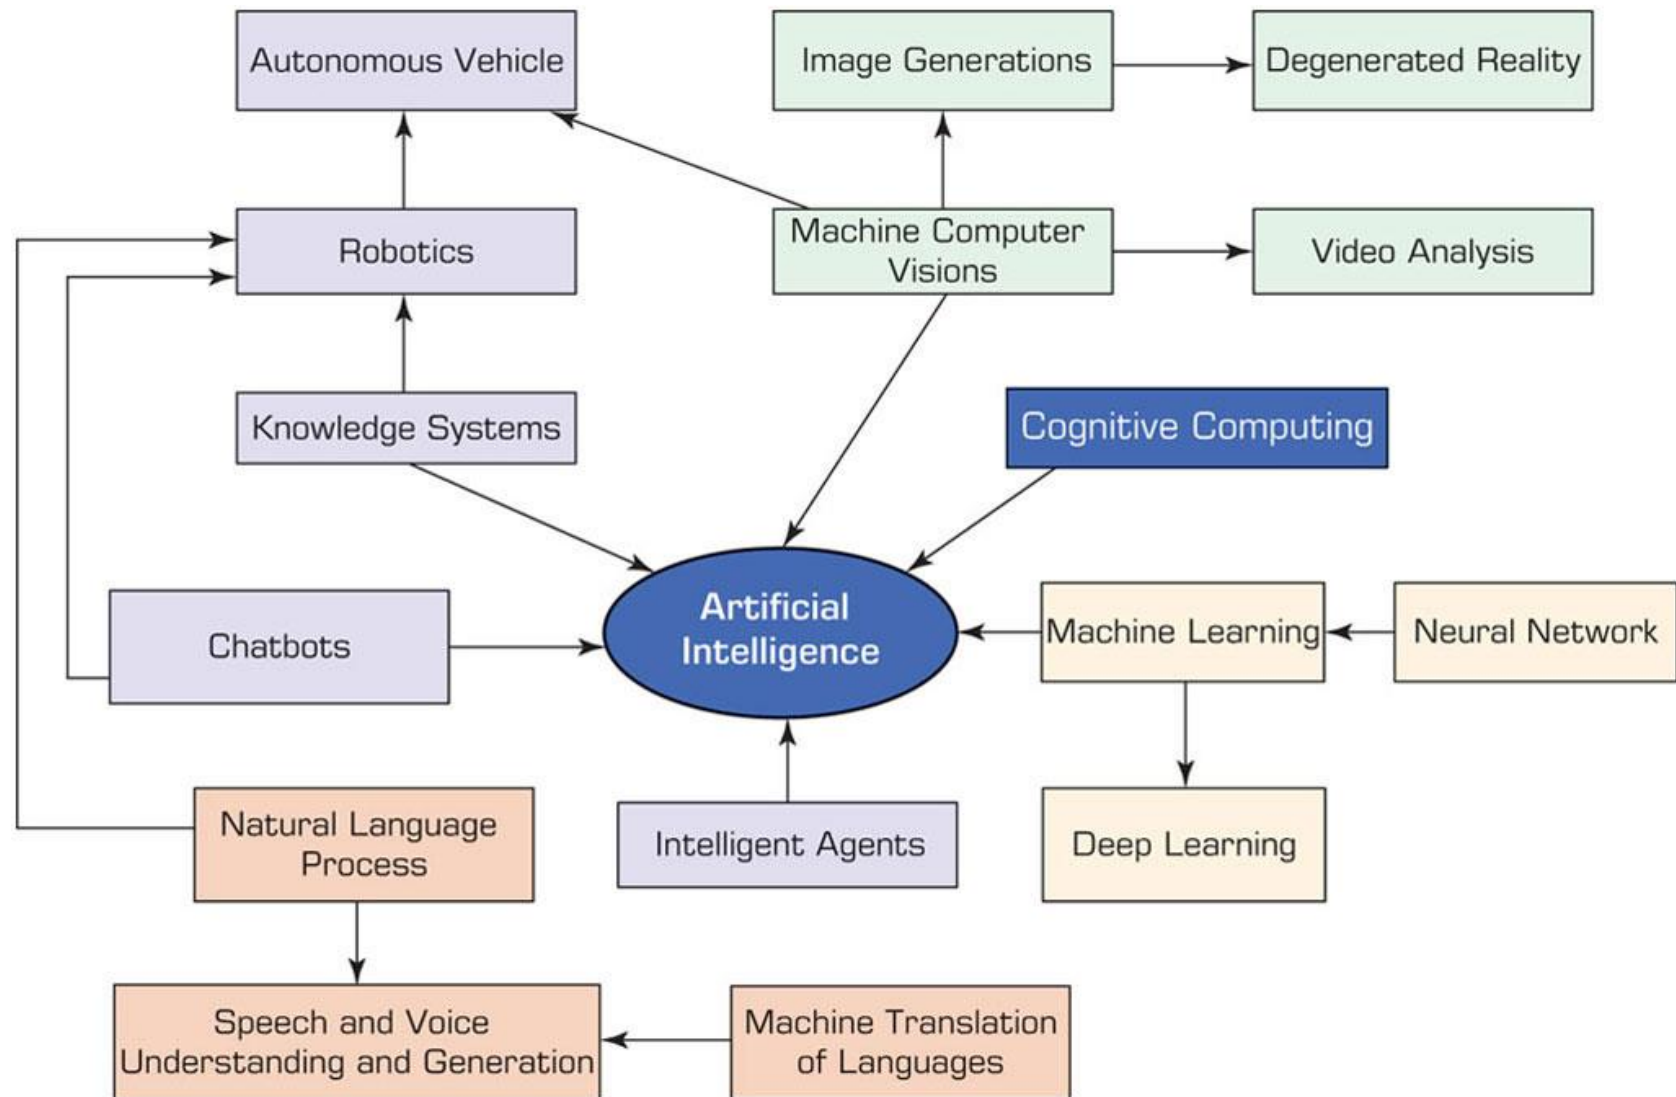 Autonomous Vehicle
Image Generations
Degenerated Reality
Robotics
Machine Computer
Visions
Video Analysis
Knowledge Systems
Cognitive Computing
Artificial
Intelligence
Chatbots
Machine Learning
Neural Network
Natural Language
Process
Intelligent Agents
Deep Learning
Speech and Voice
Understanding and Generation
Machine Translation
of Languages